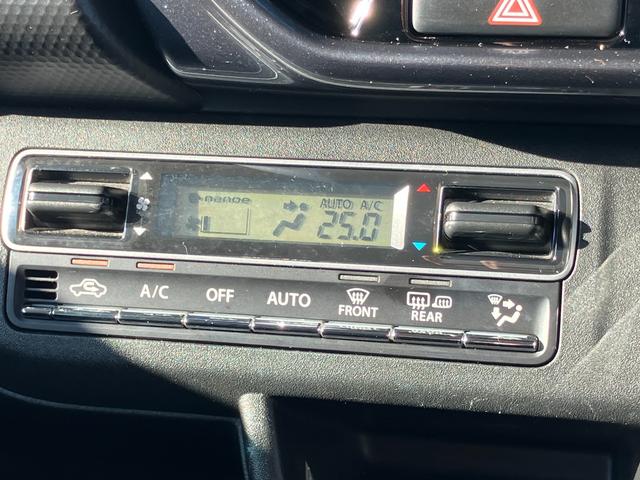 nanoe AUTO A/C
25.0
A/C OFF AUTO FRONT REAR